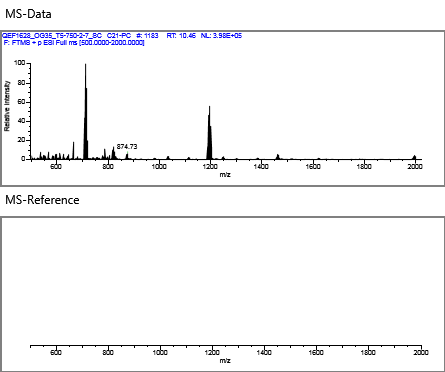 MS-Data
QEF1628_OG35_T5-750-2-7_BC C21-PC #: 1183 RT: 10.46 NL: 3.98E+05
F: FTMS + p ESI Full ms [500.0000-2000.0000]
Relative Intensity
100
80
60
40
20
0
874.73
600 800 1000 1200 1400 1600 1800 2000
m/z
MS-Reference
600 800 1000 1200 1400 1600 1800 2000
m/z